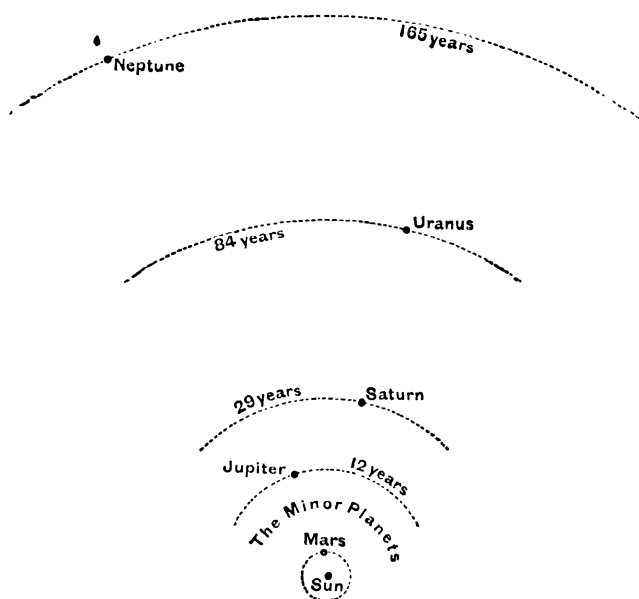 165 years
Neptune
Uranus
84 years
Saturn
29 years
Jupiter
12 years
The Minor Planets
Mars
Sun